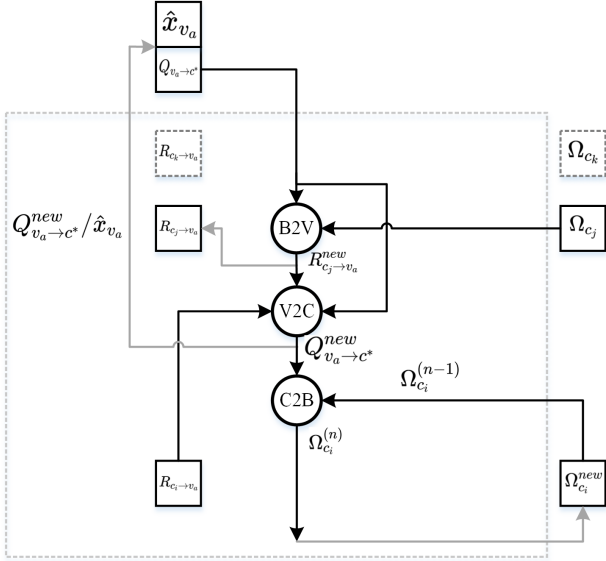 x̂_{v_a}
Q_{v_a→c*}
R_{c_k→v_a}
Ω_{c_k}
Q^{new}_{v_a→c*}/x̂_{v_a}
R_{c_j→v_a}
B2V
Ω_{c_j}
R^{new}_{c_j→v_a}
V2C
Q^{new}_{v_a→c*}
Ω^{(n-1)}_{c_i}
C2B
Ω^{(n)}_{c_i}
R_{c_i→v_a}
Ω^{new}_{c_i}